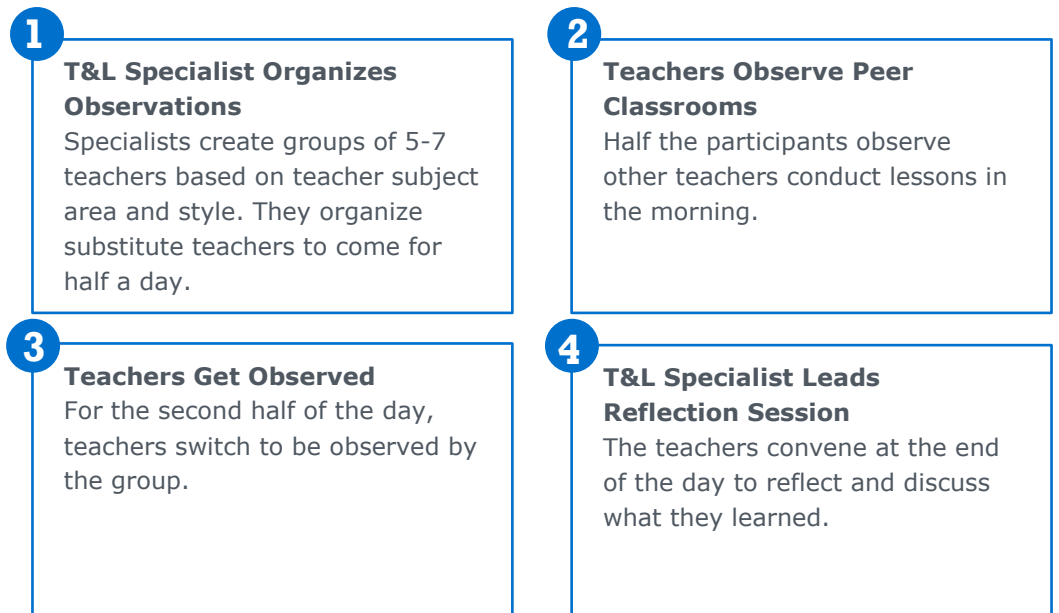 1
T&L Specialist Organizes
Observations
Specialists create groups of 5-7
teachers based on teacher subject
area and style. They organize
substitute teachers to come for
half a day.
2
Teachers Observe Peer
Classrooms
Half the participants observe
other teachers conduct lessons in
the morning.
3
Teachers Get Observed
For the second half of the day,
teachers switch to be observed by
the group.
4
T&L Specialist Leads
Reflection Session
The teachers convene at the end
of the day to reflect and discuss
what they learned.